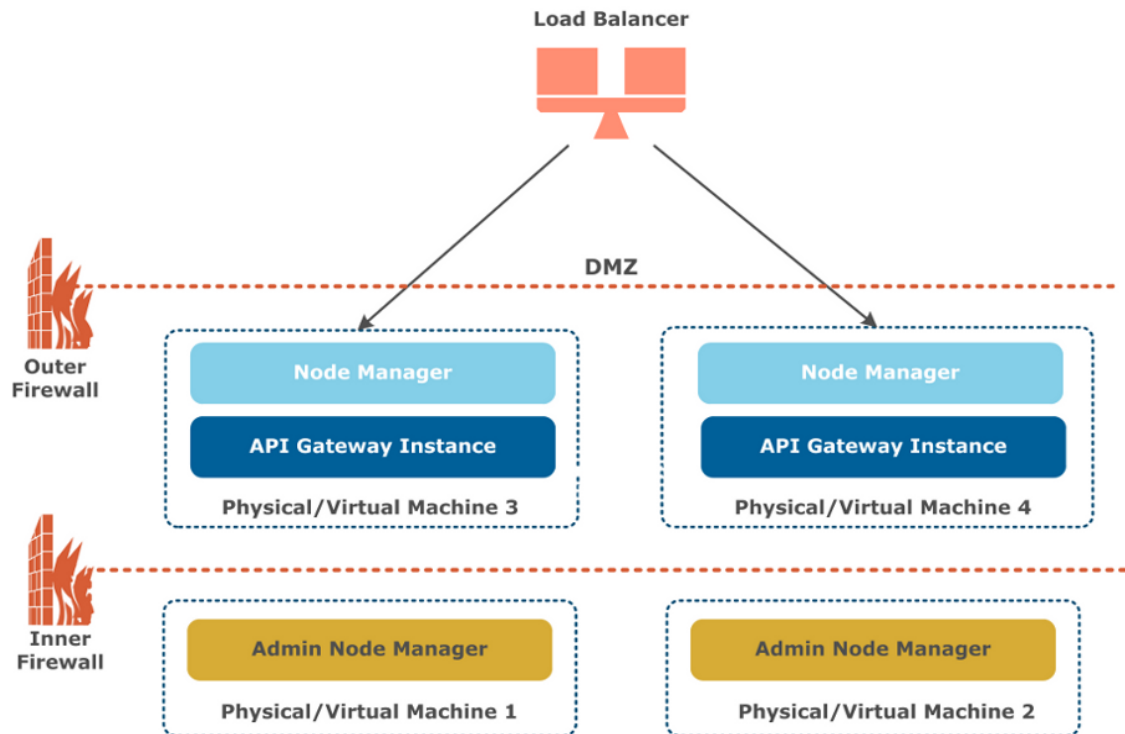 Load Balancer
DMZ
Outer
Firewall
Node Manager
Node Manager
API Gateway Instance
API Gateway Instance
Physical/Virtual Machine 3
Physical/Virtual Machine 4
Inner
Firewall
Admin Node Manager
Admin Node Manager
Physical/Virtual Machine 1
Physical/Virtual Machine 2